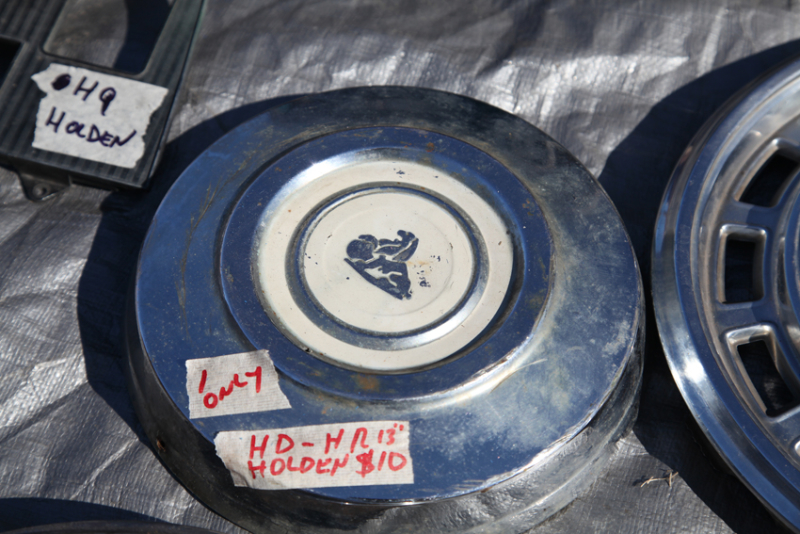 HQ
HOLDEN
1
ONLY
HD-HR 13"
HOLDEN $10